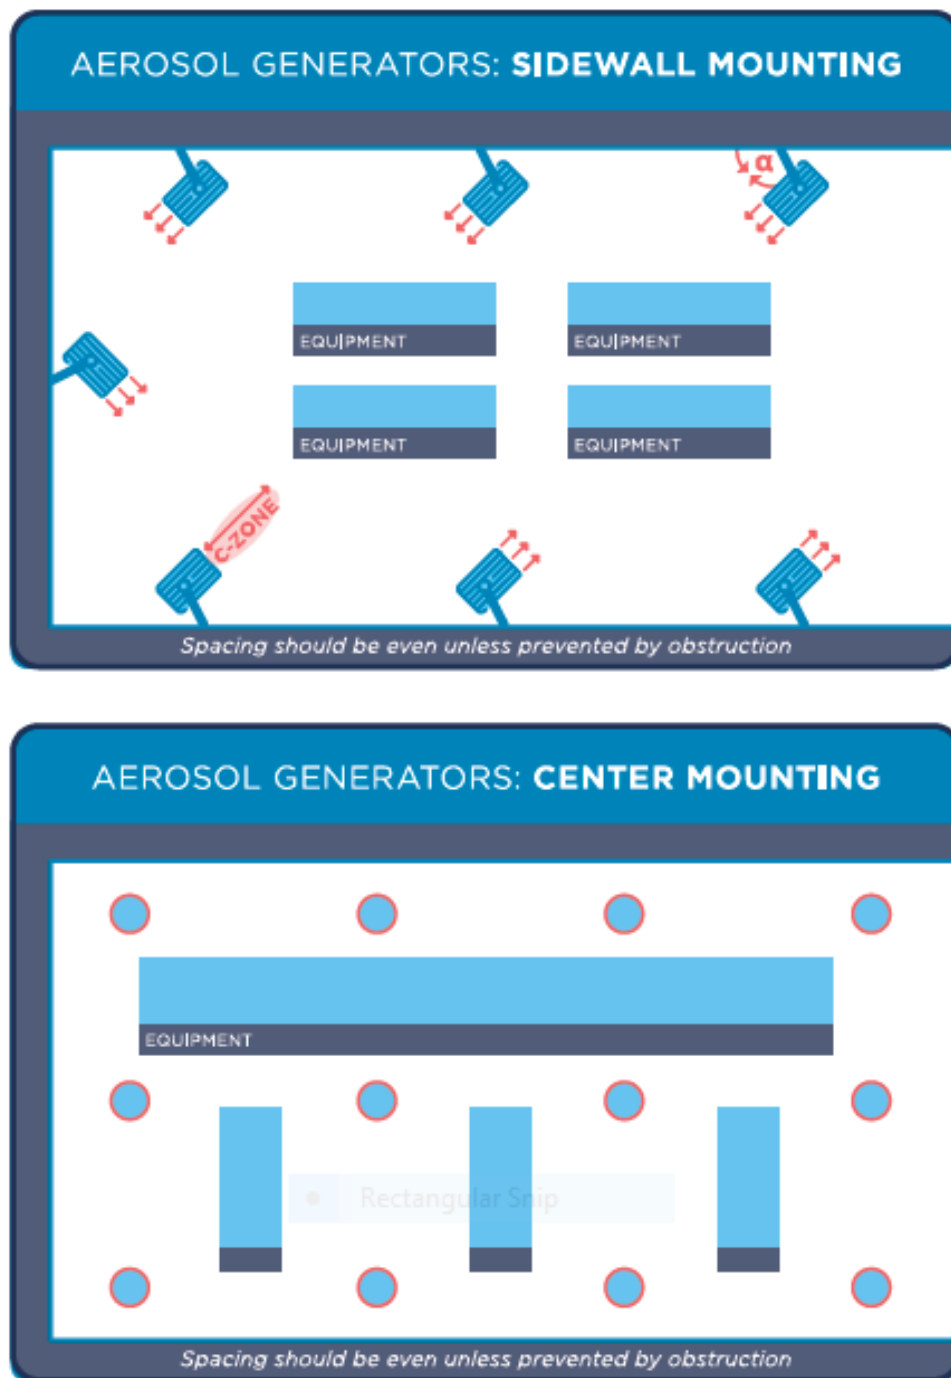 AEROSOL GENERATORS: SIDEWALL MOUNTING
α
EQUIPMENT EQUIPMENT
EQUIPMENT EQUIPMENT
C-ZONE
Spacing should be even unless prevented by obstruction
AEROSOL GENERATORS: CENTER MOUNTING
EQUIPMENT
Rectangular Snip
Spacing should be even unless prevented by obstruction